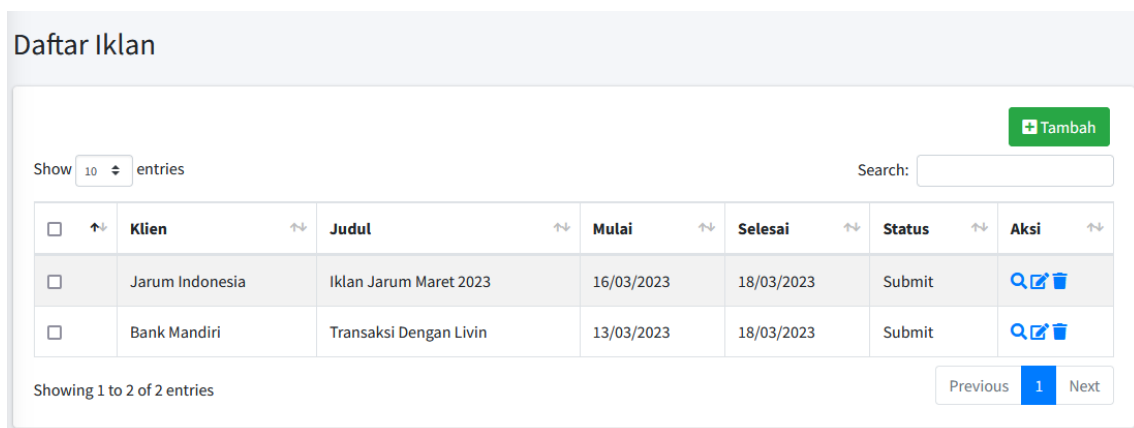 Daftar Iklan
Tambah
Show 10 entries
Search:
Klien Judul Mulai Selesai Status Aksi
Jarum Indonesia Iklan Jarum Maret 2023 16/03/2023 18/03/2023 Submit
Bank Mandiri Transaksi Dengan Livin 13/03/2023 18/03/2023 Submit
Showing 1 to 2 of 2 entries
Previous 1 Next